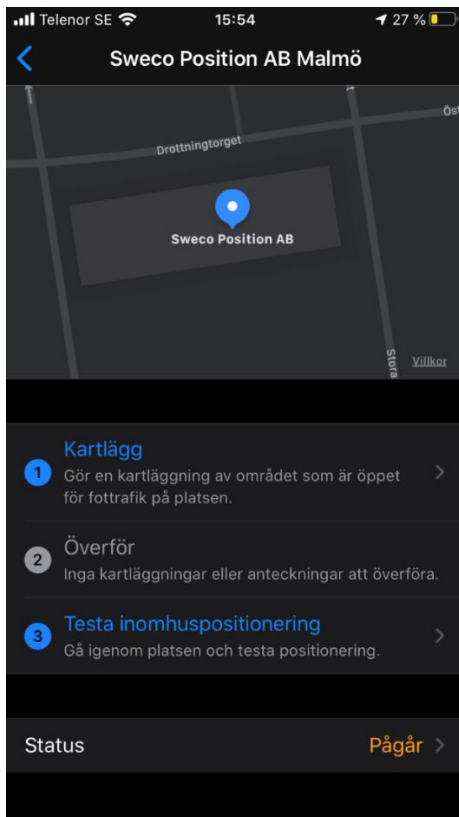 Telenor SE 15:54 27 %
Sweco Position AB Malmö
Öst
Drottningtorget
Sweco Position AB
Stora
Villkor
1 Kartlägg
Gör en kartläggning av området som är öppet
för fottrafik på platsen.
2 Överför
Inga kartläggningar eller anteckningar att överföra.
3 Testa inomhuspositionering
Gå igenom platsen och testa positionering.
Status Pågår